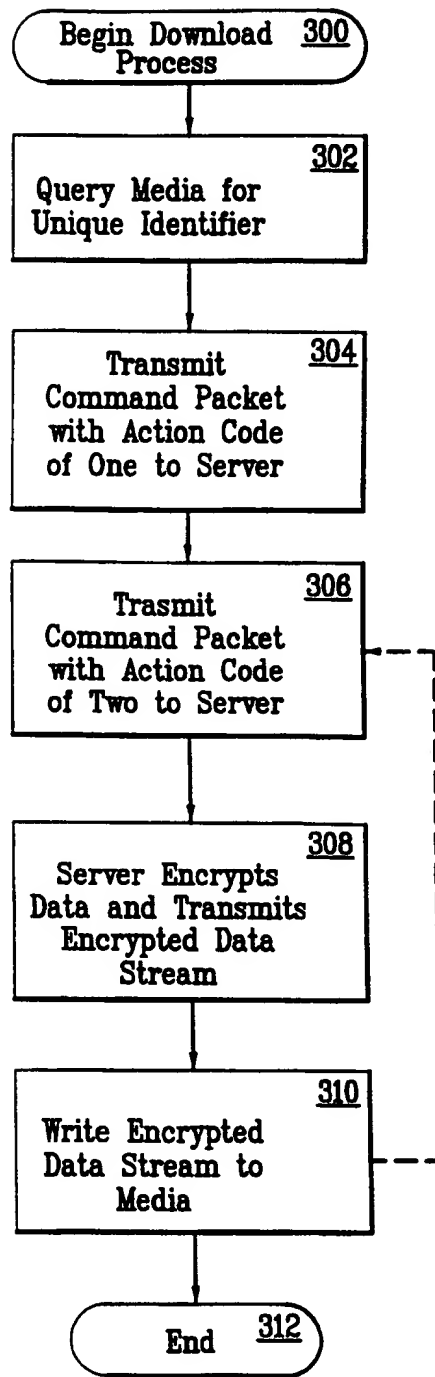 Begin Download 300
Process
302
Query Media for
Unique Identifier
304
Transmit
Command Packet
with Action Code
of One to Server
306
Trasmit
Command Packet
with Action Code
of Two to Server
308
Server Encrypts
Data and Transmits
Encrypted Data
Stream
310
Write Encrypted
Data Stream to
Media
End 312